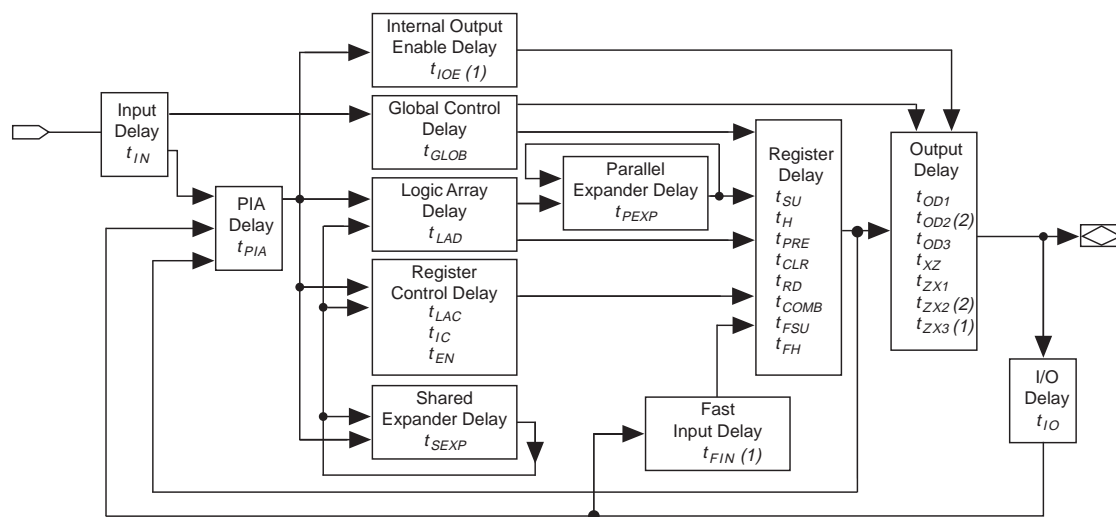 Internal Output
Enable Delay
tIOE (1)
Input
Delay
tIN
Global Control
Delay
tGLOB
PIA
Delay
tPIA
Logic Array
Delay
tLAD
Parallel
Expander Delay
tPEXP
Register
Control Delay
tLAC
tIC
tEN
Shared
Expander Delay
tSEXP
Fast
Input Delay
tFIN (1)
Register
Delay
tSU
tH
tPRE
tCLR
tRD
tCOMB
tFSU
tFH
Output
Delay
tOD1
tOD2 (2)
tOD3
tXZ
tZX1
tZX2 (2)
tZX3 (1)
I/O
Delay
tIO